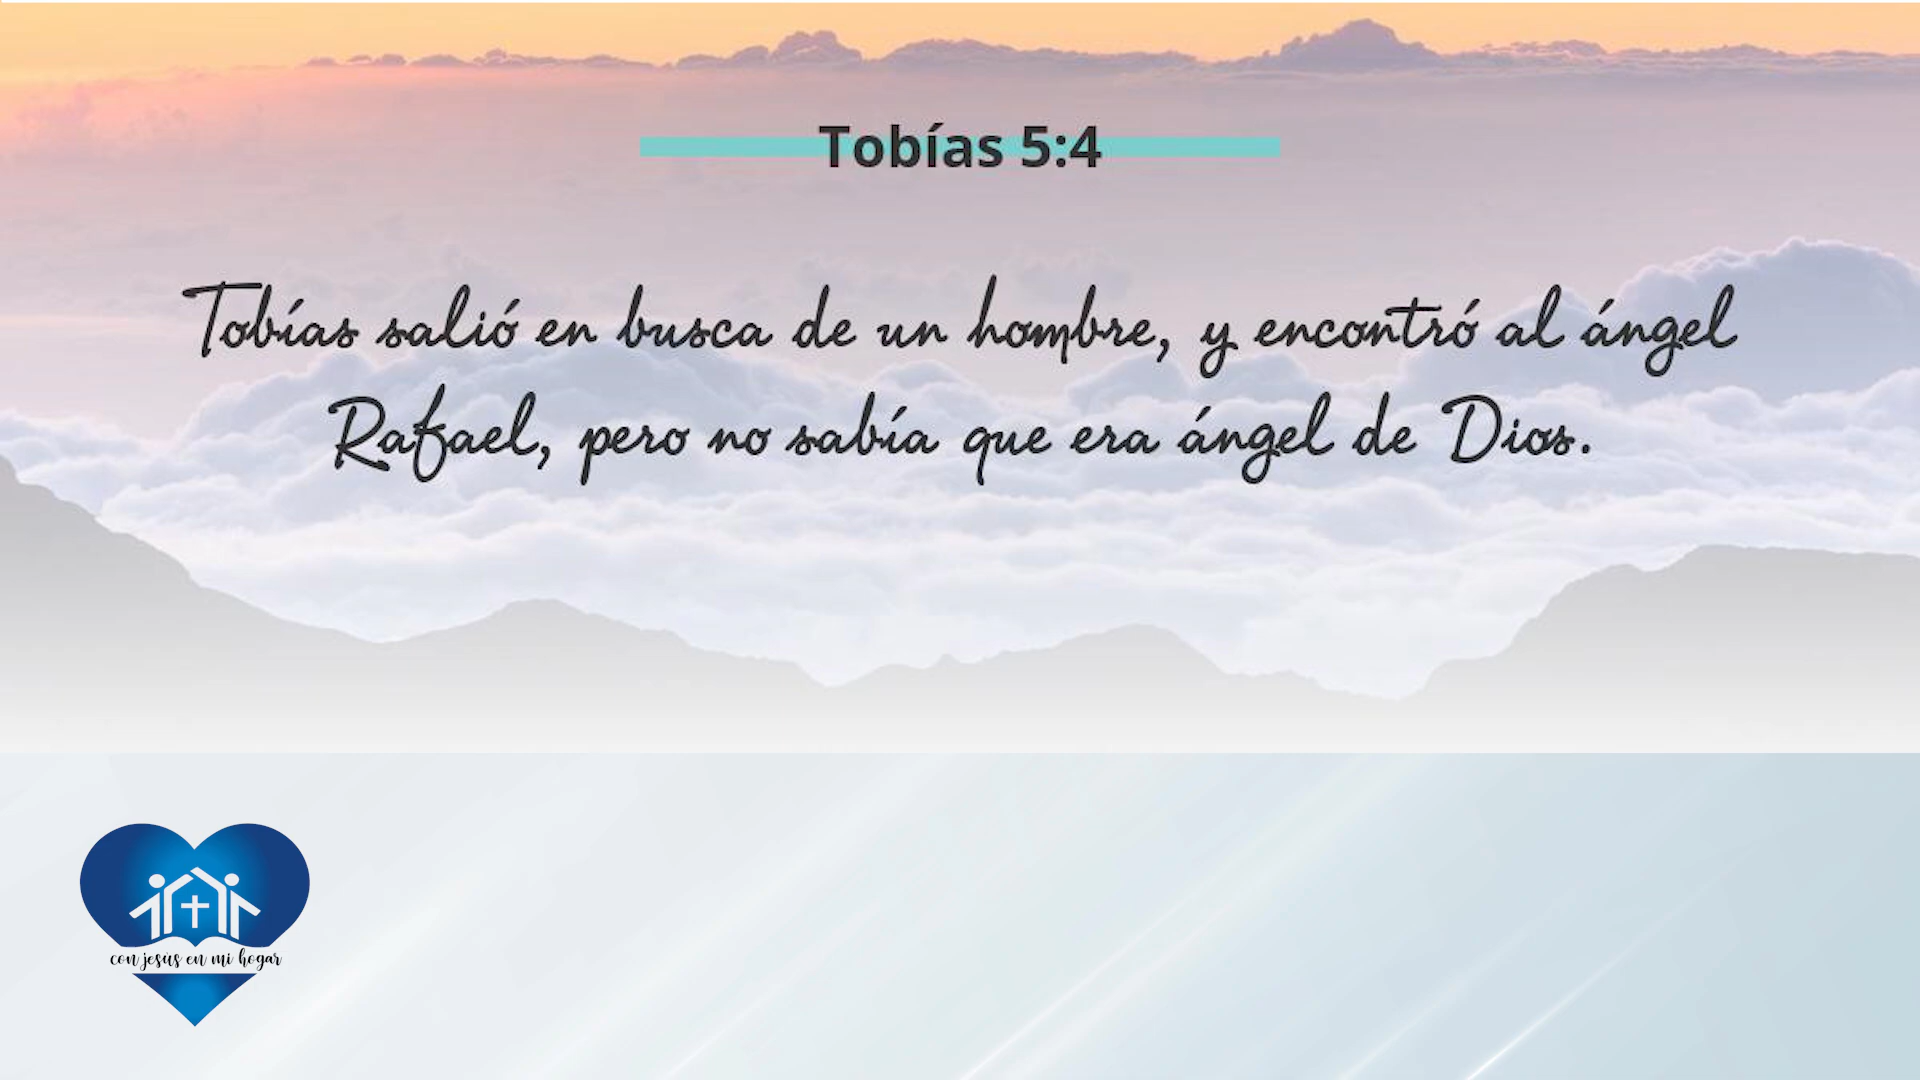 Tobías 5:4
Tobías salió en busca de un hombre, y encontró al ángel
Rafael, pero no sabía que era ángel de Dios.
con jesús en mi hogar